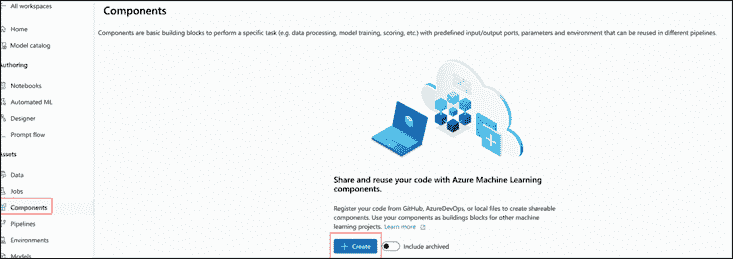 All workspaces
Home
Model catalog
Authoring
Notebooks
Automated ML
Designer
Prompt flow
Assets
Data
Jobs
Components
Pipelines
Environments
Models
Components
Components are basic building blocks to perform a specific task (e.g. data processing, model training, scoring, etc.) with predefined input/output ports, parameters and environment that can be reused in different pipelines.
Share and reuse your code with Azure Machine Learning
components.
Register your code from GitHub, AzureDevOps, or local files to create shareable
components. Use your components as buildings blocks for other machine
learning projects. Learn more
+ Create
Include archived